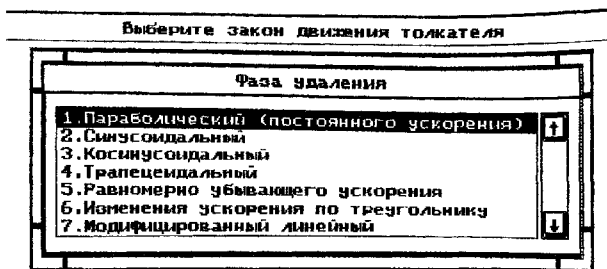 Выберите закон движения толкателя
Фаза удаления
1.Параболический (постоянного ускорения)
2.Синусоидальный
3.Косинусоидальный
4.Трапецеидальный
5.Равномерно убывающего ускорения
6.Изменения ускорения по треугольнику
7.Модифицированный линейный